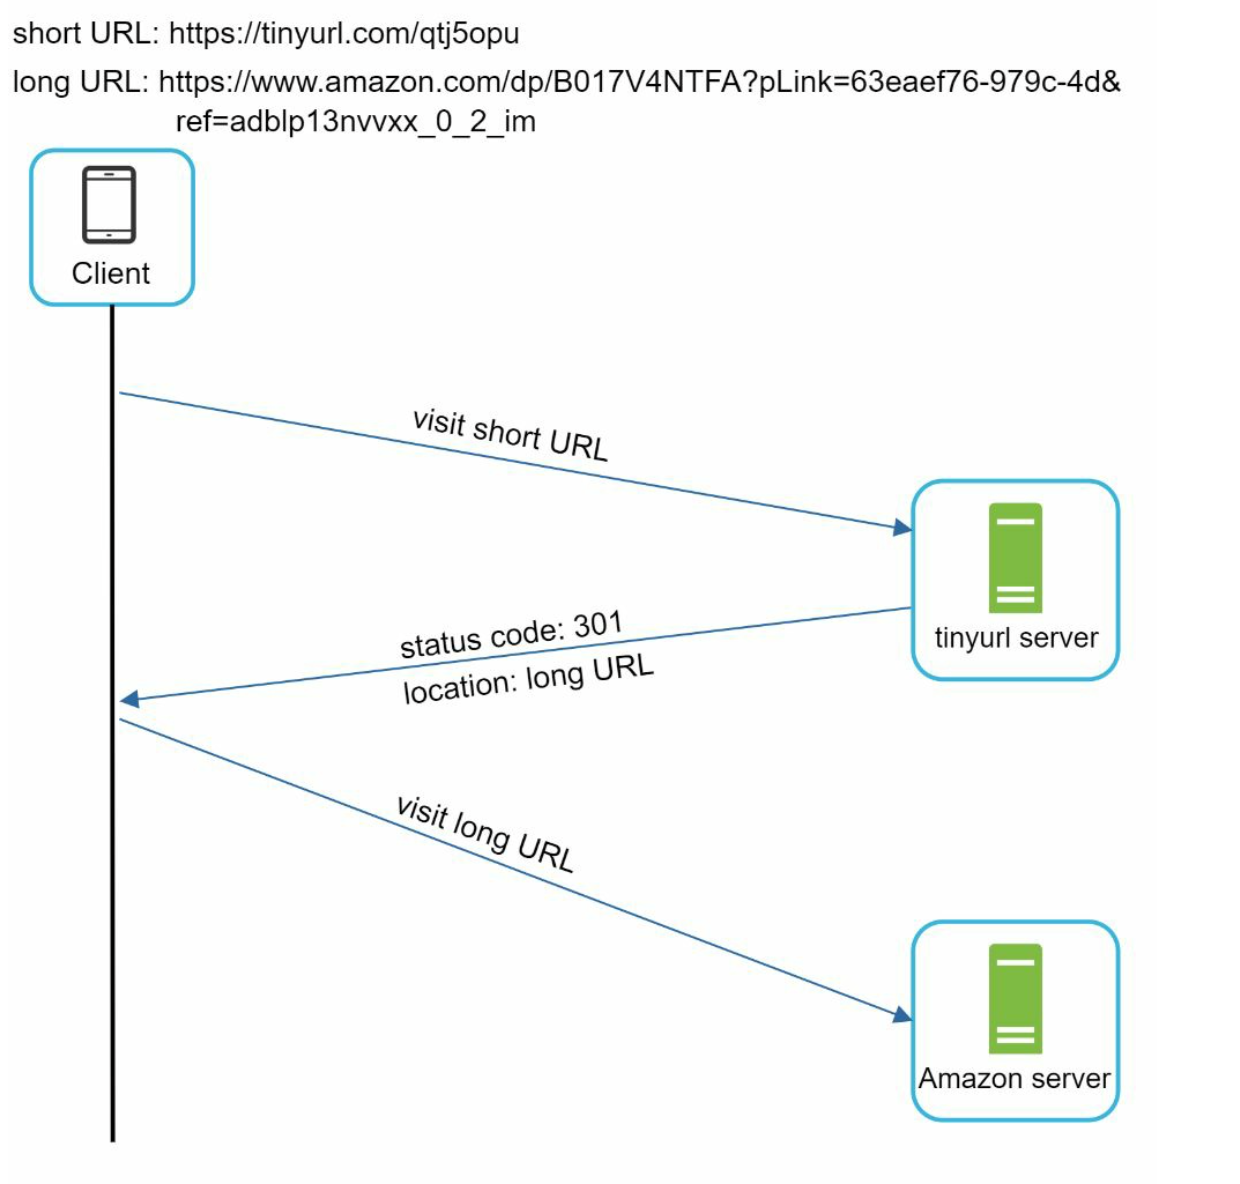 short URL: https://tinyurl.com/qtj5opu
long URL: https://www.amazon.com/dp/B017V4NTFA?pLink=63eaef76-979c-4d&
ref=adblp13nvvxx_0_2_im
Client
visit short URL
status code: 301
location: long URL
tinyurl server
visit long URL
Amazon server